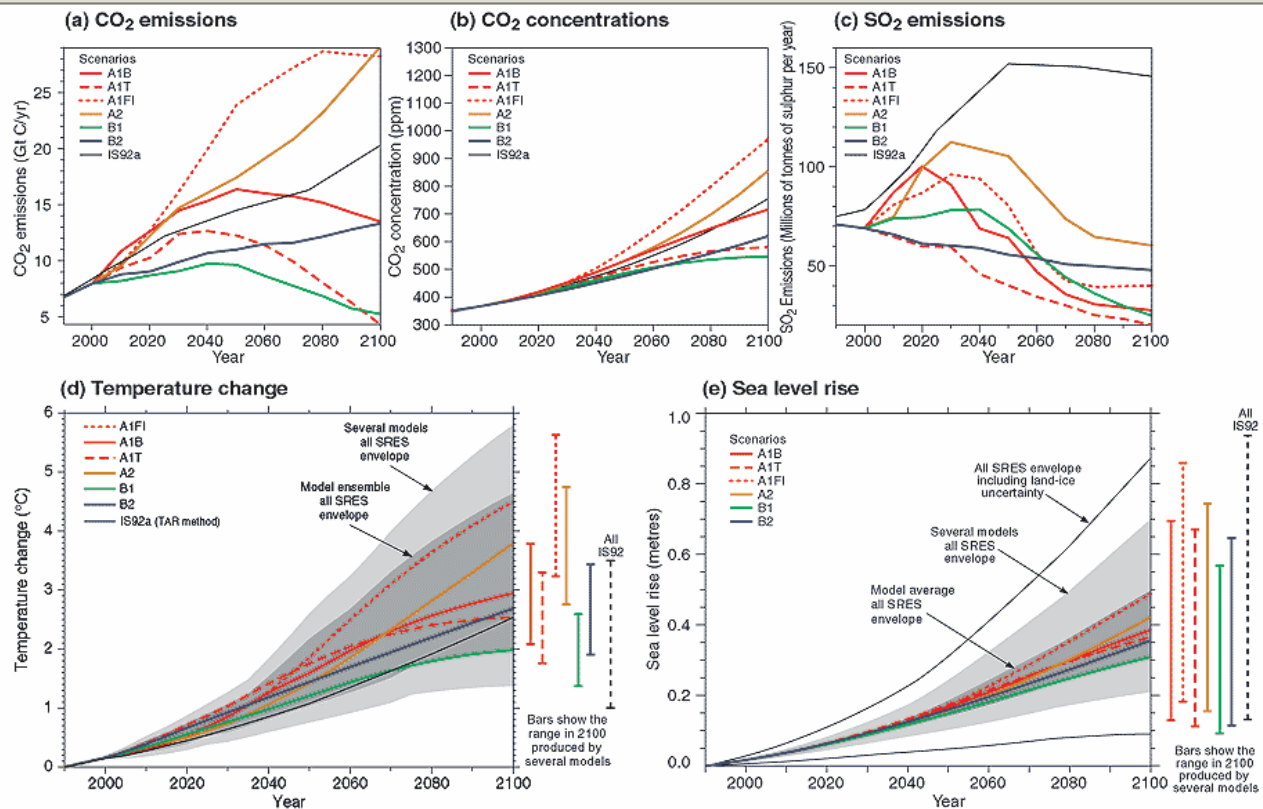 (a) CO2 emissions
CO2 emissions (Gt C/yr)
Scenarios
A1B
A1T
A1FI
A2
B1
B2
IS92a
25
20
15
10
5
2000 2020 2040 2060 2080 2100
Year
(b) CO2 concentrations
CO2 concentration (ppm)
1300
1200
1100
1000
900
800
700
600
500
400
300
Scenarios
A1B
A1T
A1FI
A2
B1
B2
IS92a
2000 2020 2040 2060 2080 2100
Year
(c) SO2 emissions
SO2 Emissions (Millions of tonnes of sulphur per year)
150
100
50
Scenarios
A1B
A1T
A1FI
A2
B1
B2
IS92a
2000 2020 2040 2060 2080 2100
Year
(d) Temperature change
Temperature change (°C)
6
5
4
3
2
1
0
A1FI
A1B
A1T
A2
B1
B2
IS92a (TAR method)
Several models
all SRES
envelope
Model ensemble
all SRES
envelope
All
IS92
Bars show the
range in 2100
produced by
several models
2000 2020 2040 2060 2080 2100
Year
(e) Sea level rise
Sea level rise (metres)
1.0
0.8
0.6
0.4
0.2
0.0
Scenarios
A1B
A1T
A1FI
A2
B1
B2
All SRES envelope
including land-ice
uncertainty
Several models
all SRES
envelope
Model average
all SRES
envelope
All
IS92
Bars show the
range in 2100
produced by
several models
2000 2020 2040 2060 2080 2100
Year